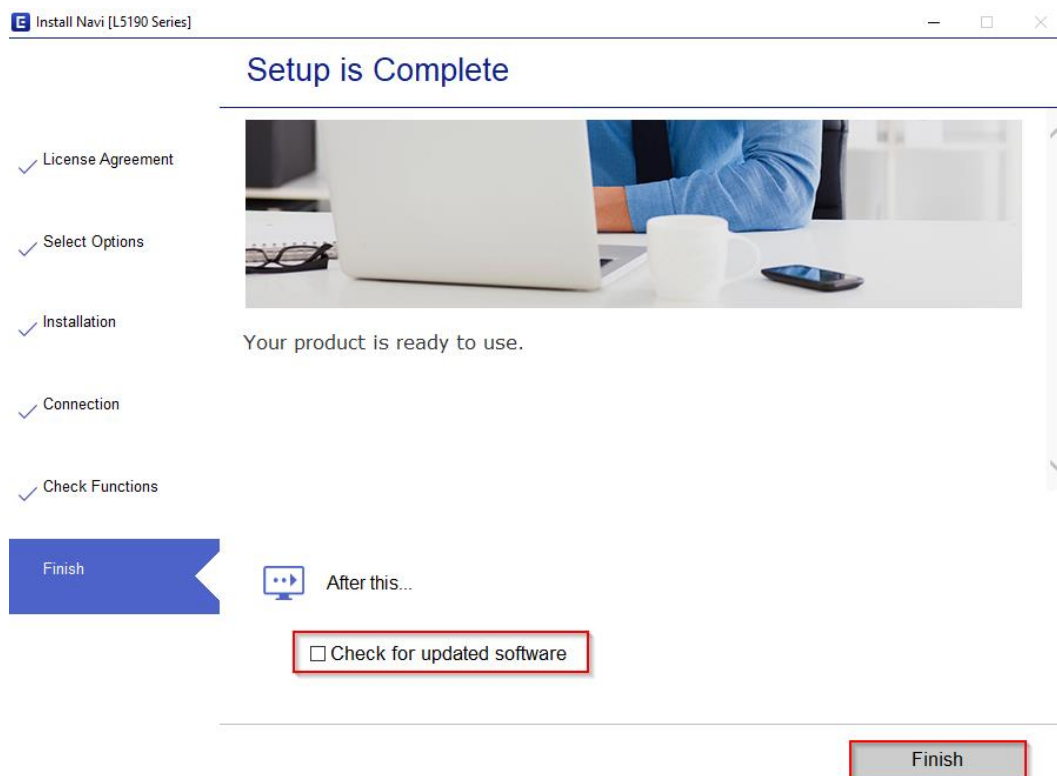 Install Navi [L5190 Series]
Setup is Complete
License Agreement
Select Options
Installation
Connection
Check Functions
Finish
Your product is ready to use.
After this...
Check for updated software
Finish